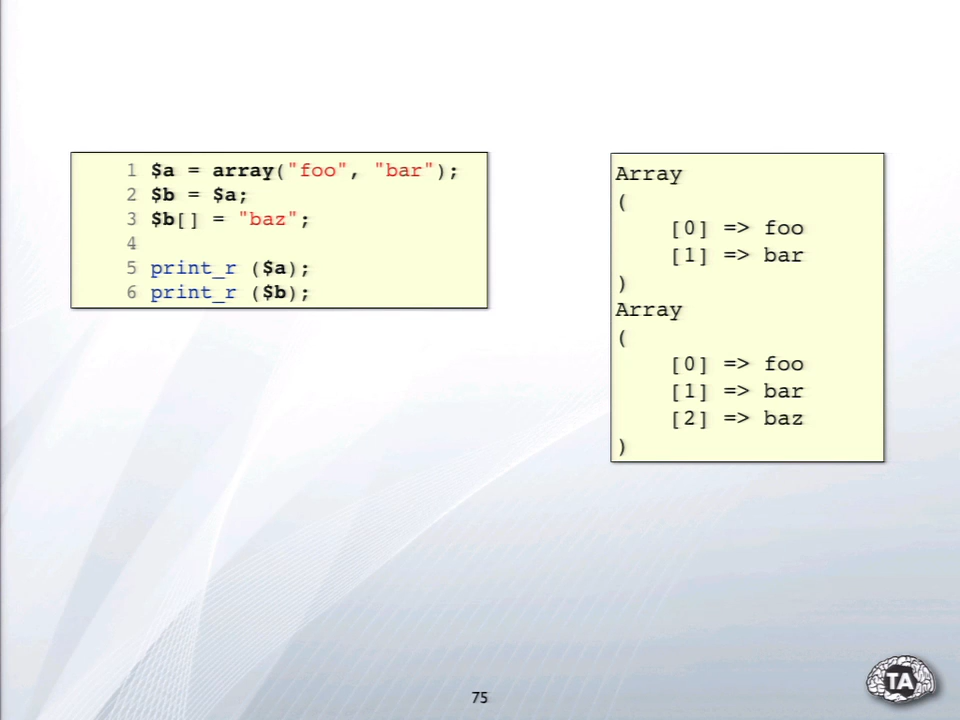 1 $a = array("foo", "bar");
2 $b = $a;
3 $b[] = "baz";
4
5 print_r ($a);
6 print_r ($b);
Array
(
    [0] => foo
    [1] => bar
)
Array
(
    [0] => foo
    [1] => bar
    [2] => baz
)
75
TA